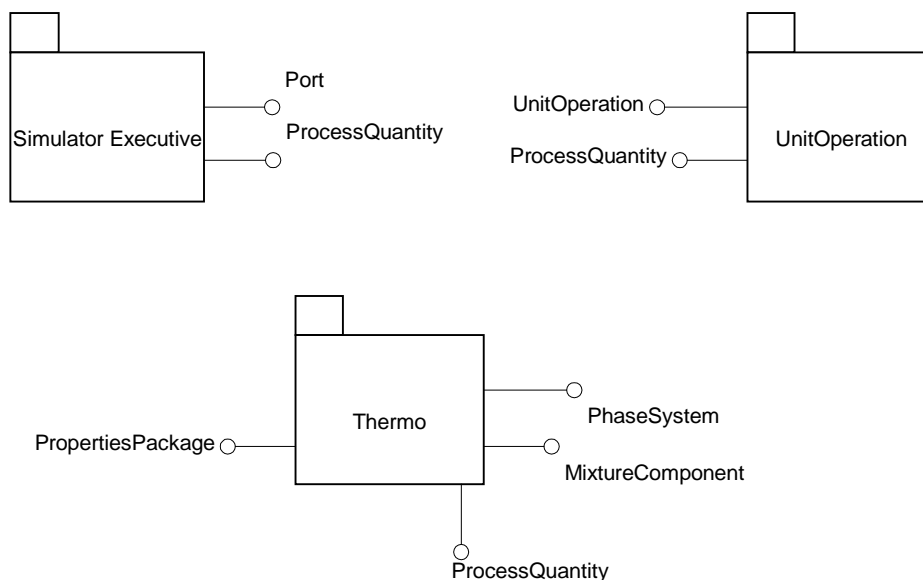 Port
Simulator Executive
ProcessQuantity
UnitOperation
ProcessQuantity
UnitOperation
Thermo
PropertiesPackage
PhaseSystem
MixtureComponent
ProcessQuantity